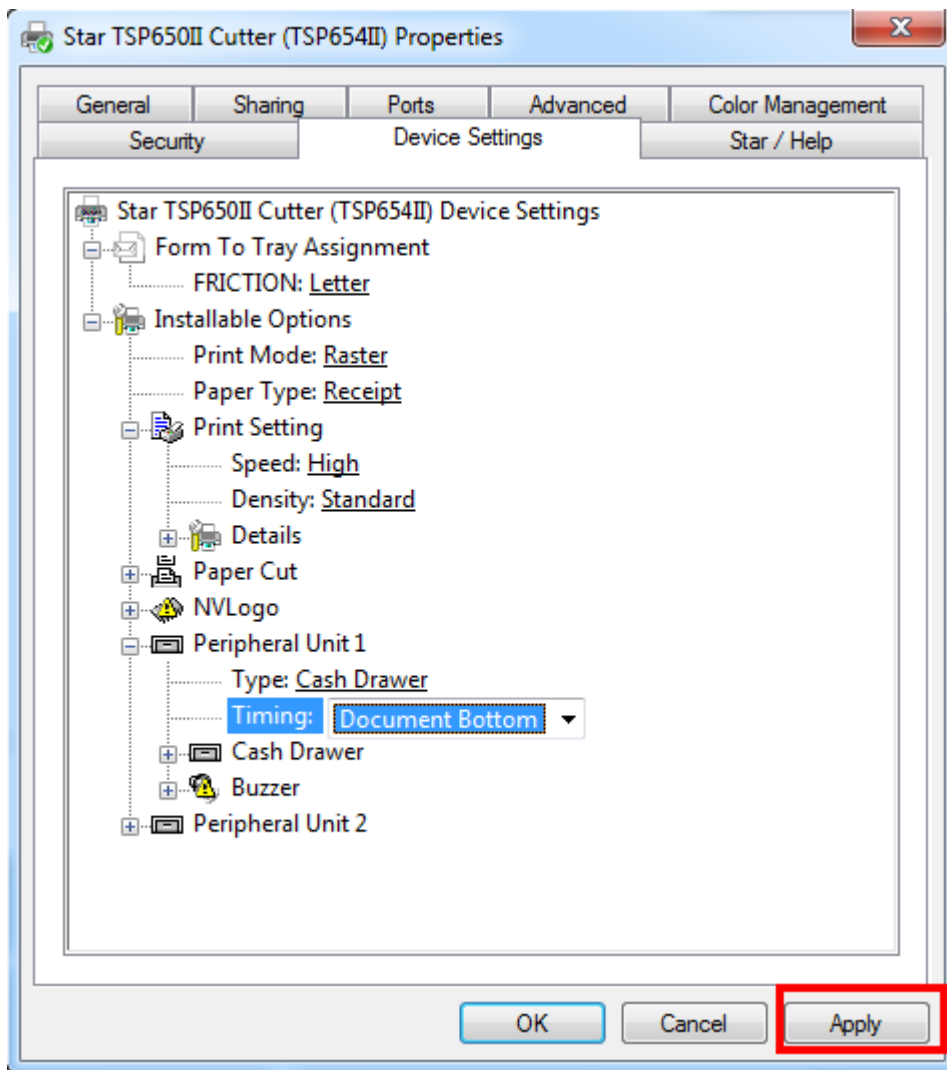 Star TSP650II Cutter (TSP654II) Properties
X
General Sharing Ports Advanced Color Management
Security Device Settings Star / Help
Star TSP650II Cutter (TSP654II) Device Settings
Form To Tray Assignment
FRICTION: Letter
Installable Options
Print Mode: Raster
Paper Type: Receipt
Print Setting
Speed: High
Density: Standard
Details
Paper Cut
NVLogo
Peripheral Unit 1
Type: Cash Drawer
Timing: Document Bottom
Cash Drawer
Buzzer
Peripheral Unit 2
OK Cancel Apply